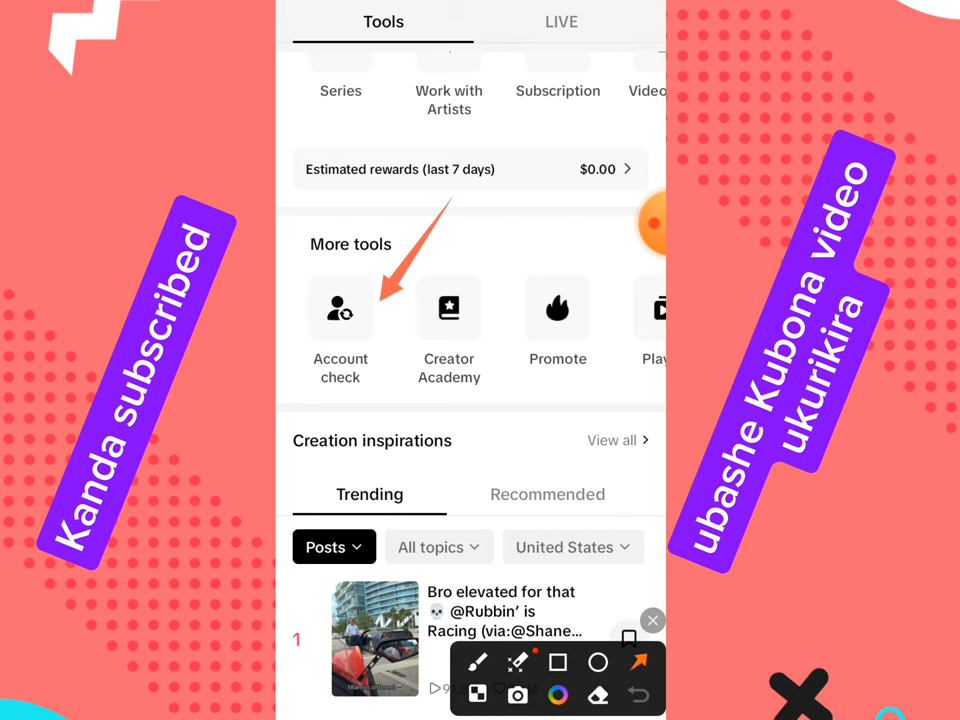 Tools
LIVE
Series
Work with
Artists
Subscription
Video
Estimated rewards (last 7 days)
$0.00
More tools
Account
check
Creator
Academy
Promote
Play
Creation inspirations
View all
Trending
Recommended
Posts
All topics
United States
1
Bro elevated for that
💀 @Rubbin’ is
Racing (via:@Shane...
Kanda subscribed
ubashe Kubona video
ukurikira